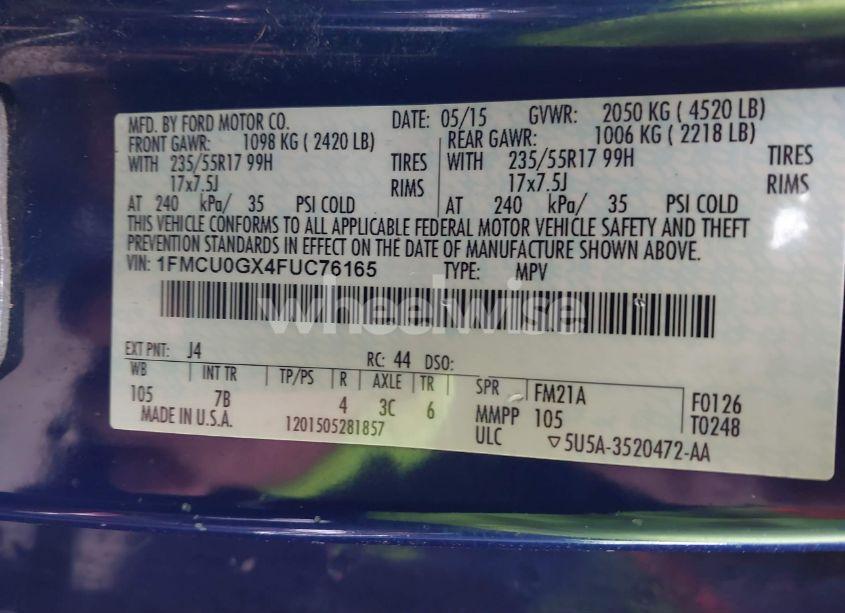 MFD. BY FORD MOTOR CO. DATE: 05/15 GVWR: 2050 KG ( 4520 LB)
FRONT GAWR: 1098 KG ( 2420 LB) REAR GAWR: 1006 KG ( 2218 LB)
WITH 235/55R17 99H TIRES WITH 235/55R17 99H TIRES
17x7.5J RIMS 17x7.5J RIMS
AT 240 kPa/ 35 PSI COLD AT 240 kPa/ 35 PSI COLD
THIS VEHICLE CONFORMS TO ALL APPLICABLE FEDERAL MOTOR VEHICLE SAFETY AND THEFT
PREVENTION STANDARDS IN EFFECT ON THE DATE OF MANUFACTURE SHOWN ABOVE.
VIN: 1FMCU0GX4FUC76165 TYPE: MPV
wheelwise
EXT PNT: J4 RC: 44 DSO:
WB INT TR TP/PS R AXLE TR SPR FM21A F0126
105 7B 4 3C 6 MMPP 105 T0248
MADE IN U.S.A. 1201505281857 ULC ▽5U5A-3520472-AA